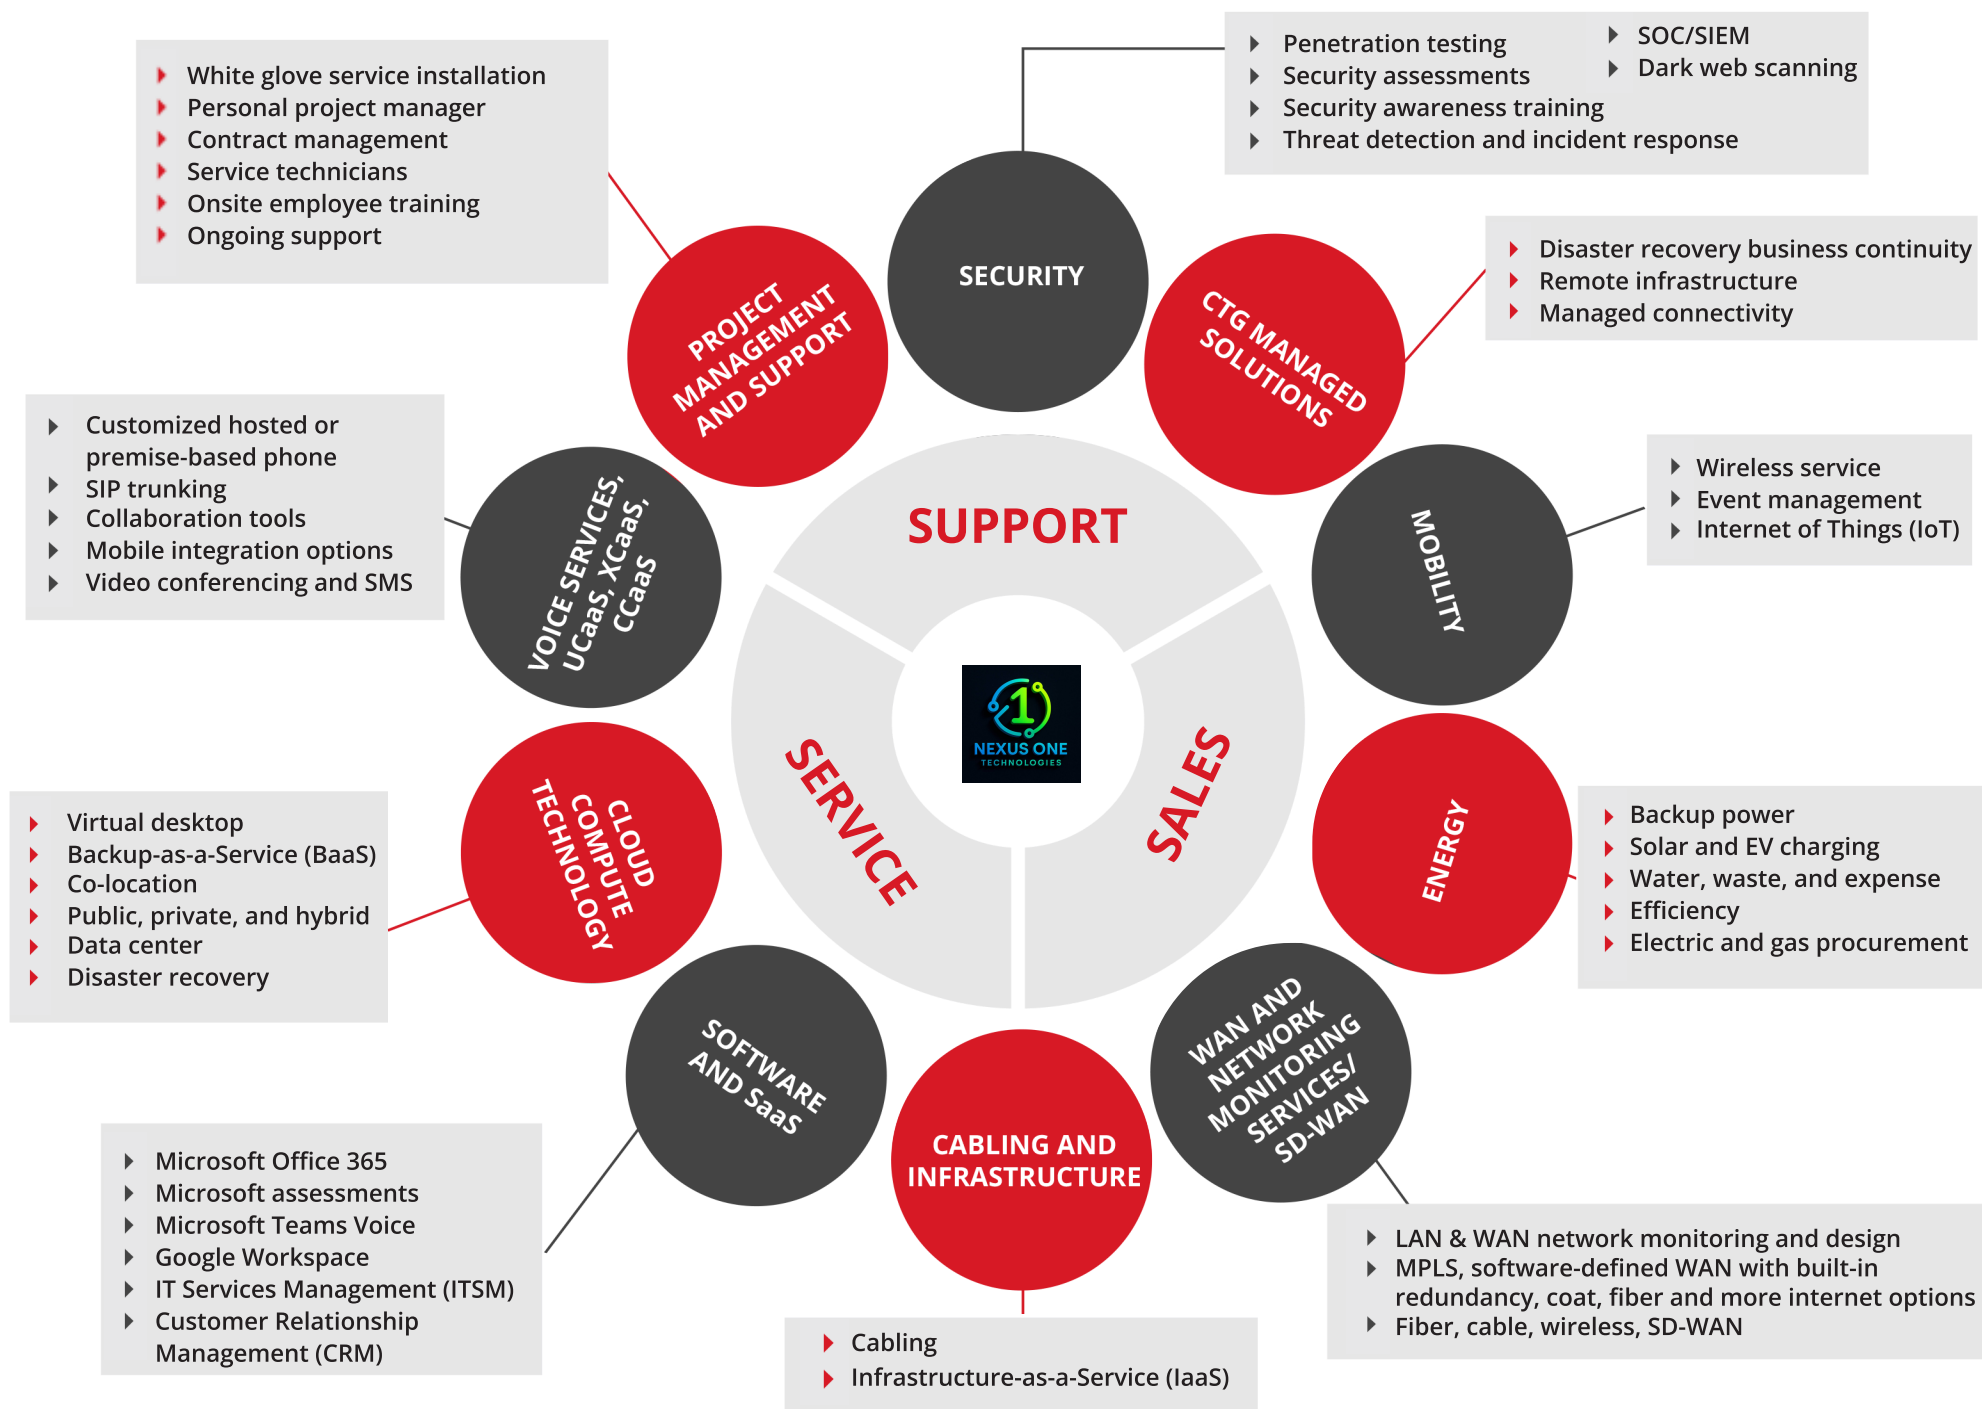 White glove service installation
Personal project manager
Contract management
Service technicians
Onsite employee training
Ongoing support
PROJECT
MANAGEMENT
AND SUPPORT
Penetration testing
Security assessments
Security awareness training
Threat detection and incident response
SOC/SIEM
Dark web scanning
SECURITY
Disaster recovery business continuity
Remote infrastructure
Managed connectivity
CTG MANAGED
SOLUTIONS
Customized hosted or
premise-based phone
SIP trunking
Collaboration tools
Mobile integration options
Video conferencing and SMS
VOICE SERVICES,
UCaaS, XCaaS,
CCaaS
SUPPORT
Wireless service
Event management
Internet of Things (IoT)
MOBILITY
1
NEXUS ONE
TECHNOLOGIES
SERVICE
SALES
Virtual desktop
Backup-as-a-Service (BaaS)
Co-location
Public, private, and hybrid
Data center
Disaster recovery
CLOUD
COMPUTE
TECHNOLOGY
Backup power
Solar and EV charging
Water, waste, and expense
Efficiency
Electric and gas procurement
ENERGY
Microsoft Office 365
Microsoft assessments
Microsoft Teams Voice
Google Workspace
IT Services Management (ITSM)
Customer Relationship
Management (CRM)
SOFTWARE
AND SaaS
CABLING AND
INFRASTRUCTURE
Cabling
Infrastructure-as-a-Service (IaaS)
WAN AND
NETWORK
MONITORING
SERVICES/
SD-WAN
LAN & WAN network monitoring and design
MPLS, software-defined WAN with built-in
redundancy, coat, fiber and more internet options
Fiber, cable, wireless, SD-WAN